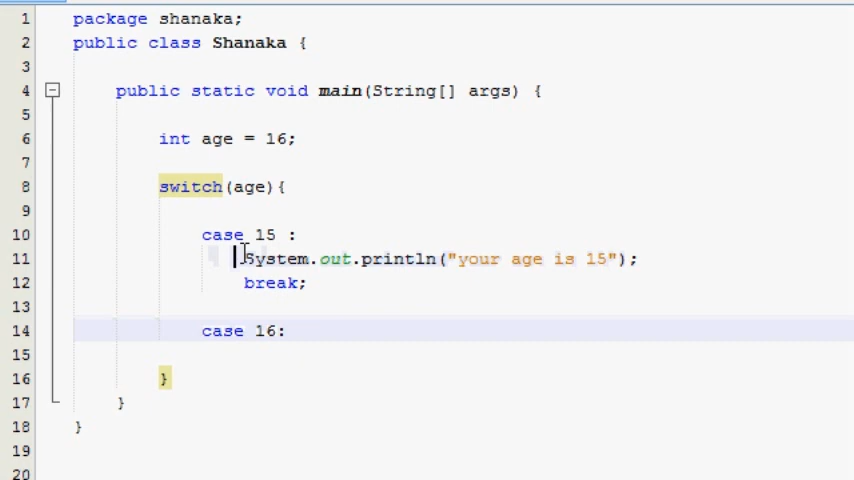 1 package shanaka;
2 public class Shanaka {
3
4 public static void main(String[] args) {
5
6 int age = 16;
7
8 switch(age){
9
10 case 15 :
11 System.out.println("your age is 15");
12 break;
13
14 case 16:
15
16 }
17 }
18 }
19
20